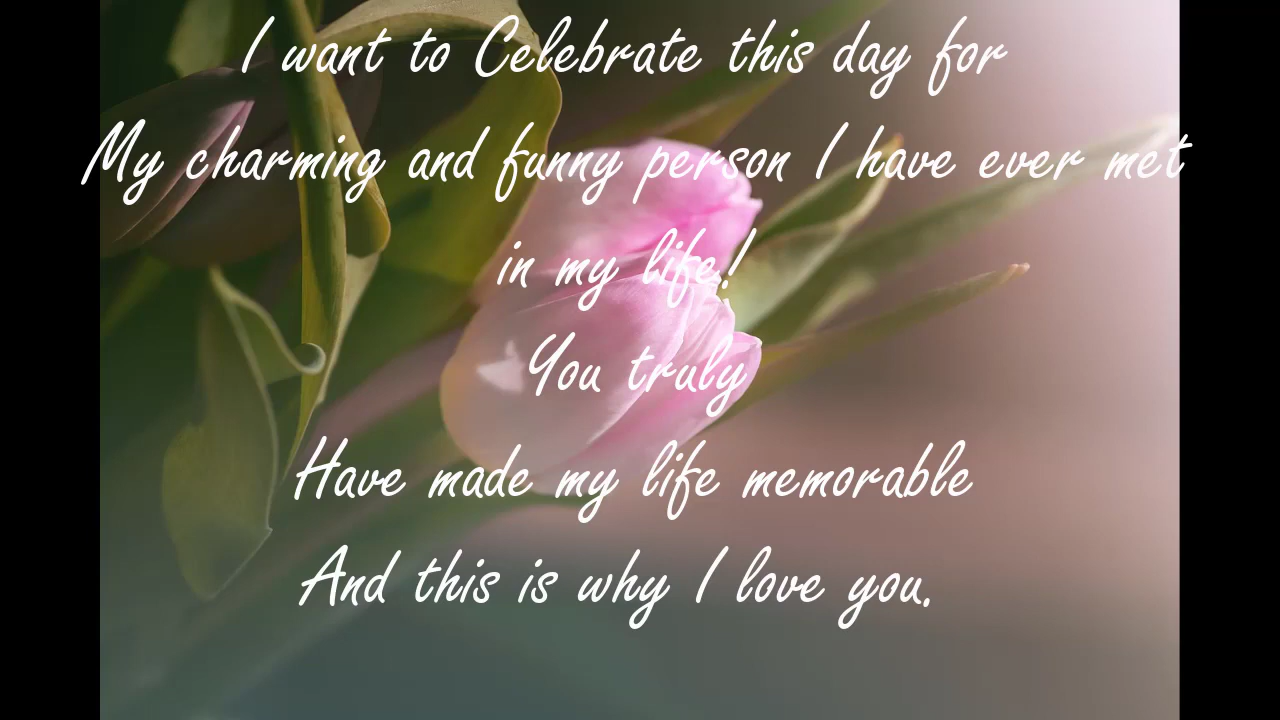 I want to Celebrate this day for
My charming and funny person I have ever met
in my life!
You truly
Have made my life memorable
And this is why I love you.